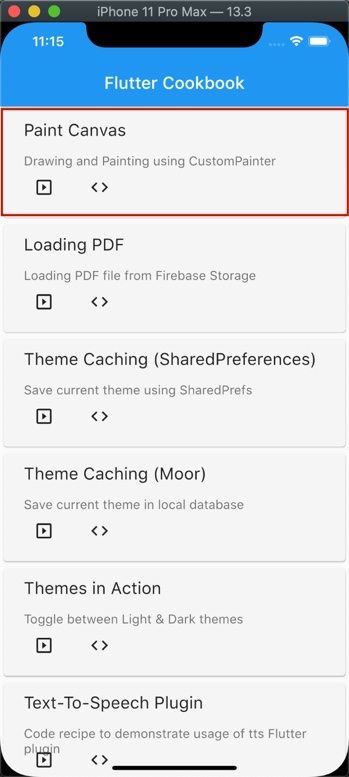 iPhone 11 Pro Max — 13.3
11:15
Flutter Cookbook
Paint Canvas
Drawing and Painting using CustomPainter
Loading PDF
Loading PDF file from Firebase Storage
Theme Caching (SharedPreferences)
Save current theme using SharedPrefs
Theme Caching (Moor)
Save current theme in local database
Themes in Action
Toggle between Light & Dark themes
Text-To-Speech Plugin
Code recipe to demonstrate usage of tts Flutter
plugin